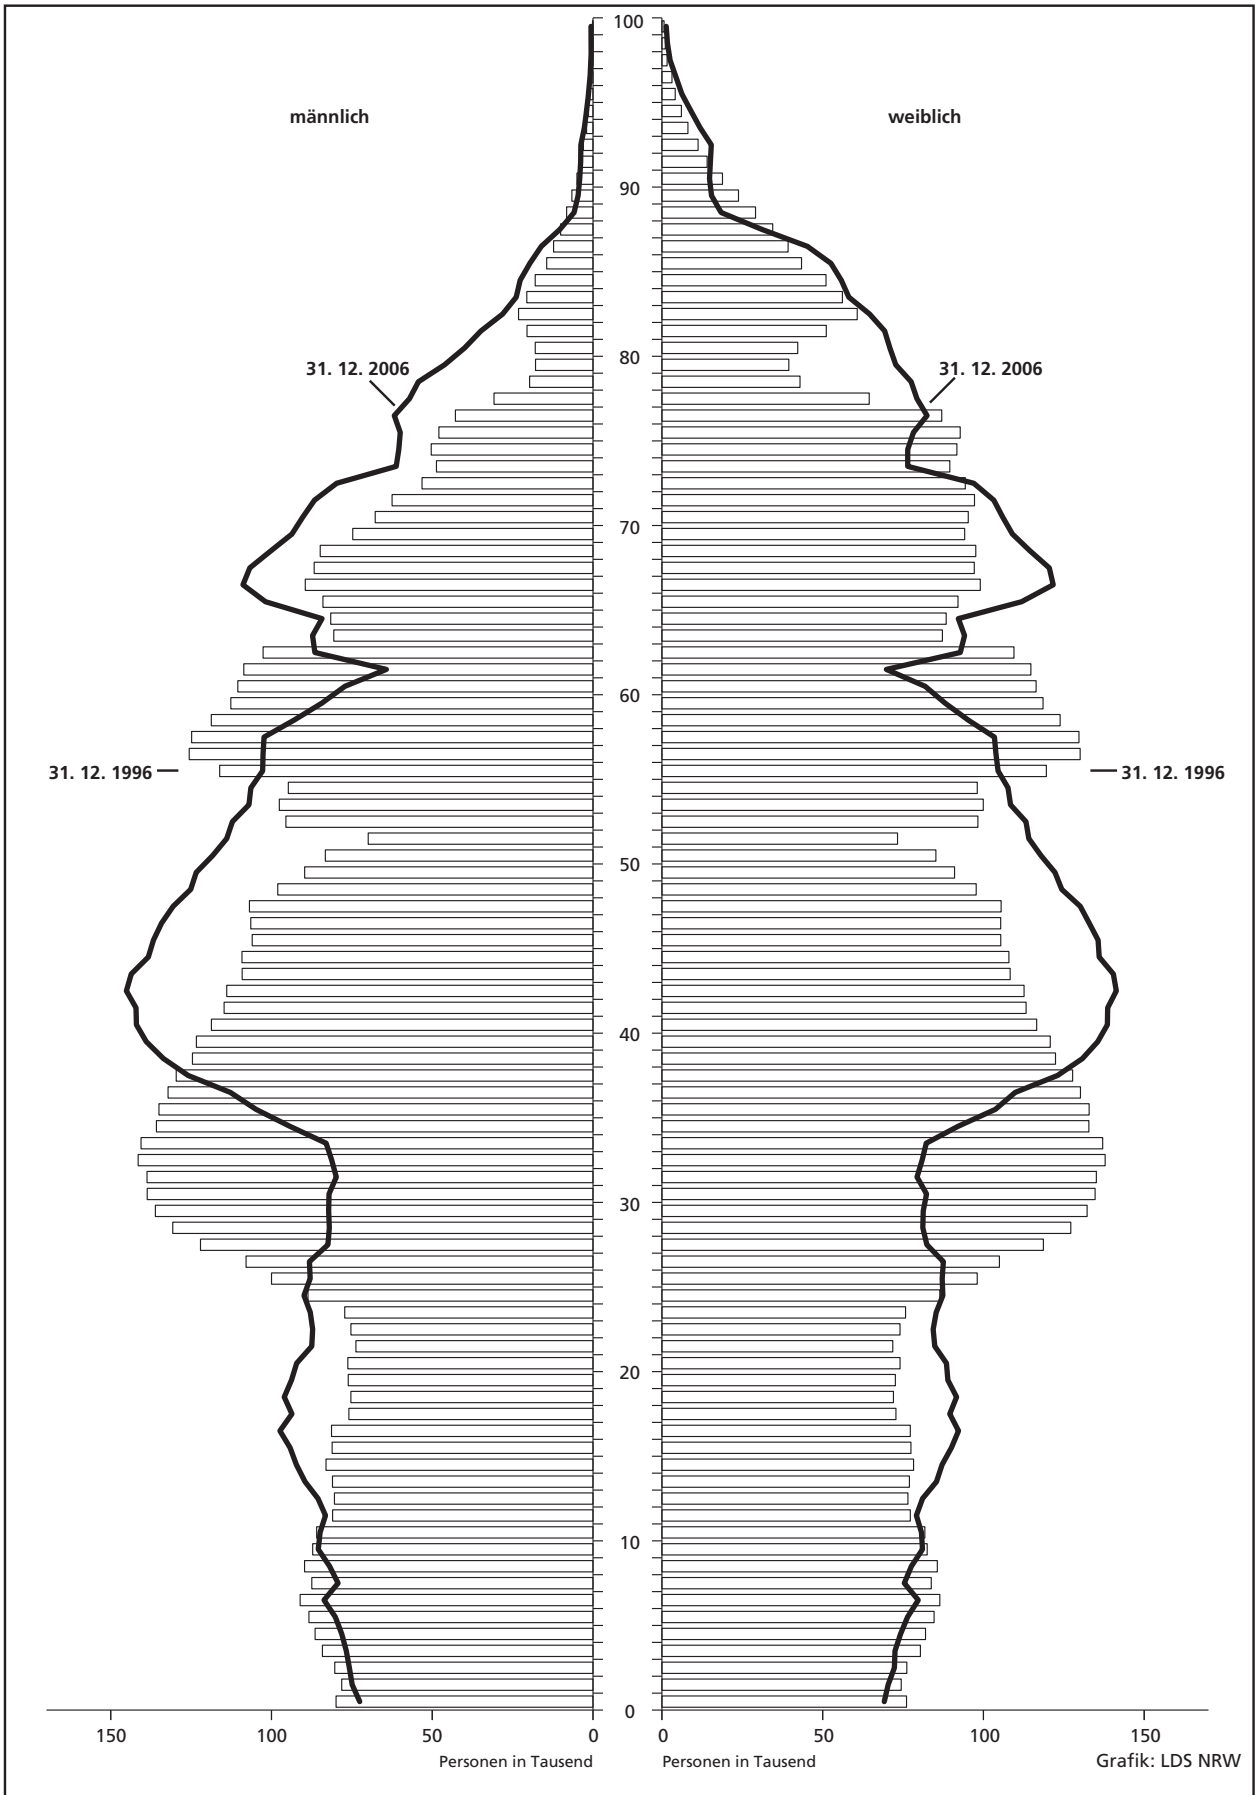 100
männlich
weiblich
90
80
31. 12. 2006
31. 12. 2006
70
60
31. 12. 1996
31. 12. 1996
50
40
30
20
10
0
150 100 50 0 0 50 100 150
Personen in Tausend Personen in Tausend Grafik: LDS NRW